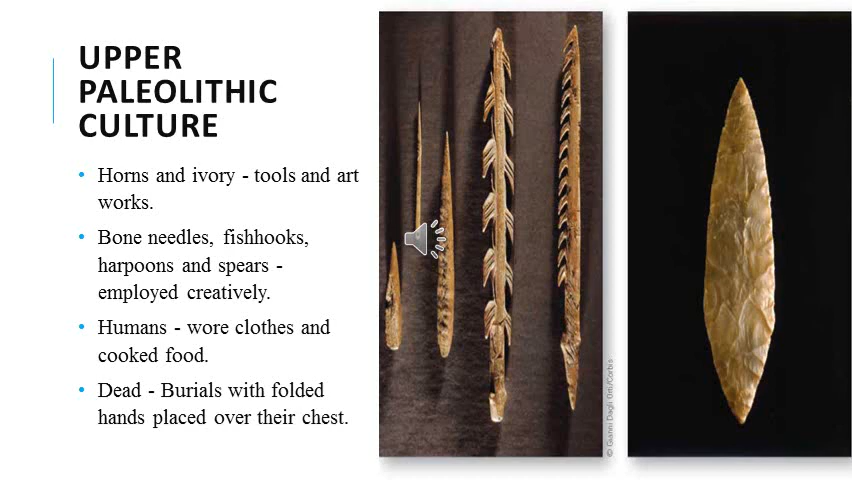 UPPER
PALEOLITHIC
CULTURE
• Horns and ivory - tools and art
works.
• Bone needles, fishhooks,
harpoons and spears -
employed creatively.
• Humans - wore clothes and
cooked food.
• Dead - Burials with folded
hands placed over their chest.
© Gianni Dagli Orti/Corbis